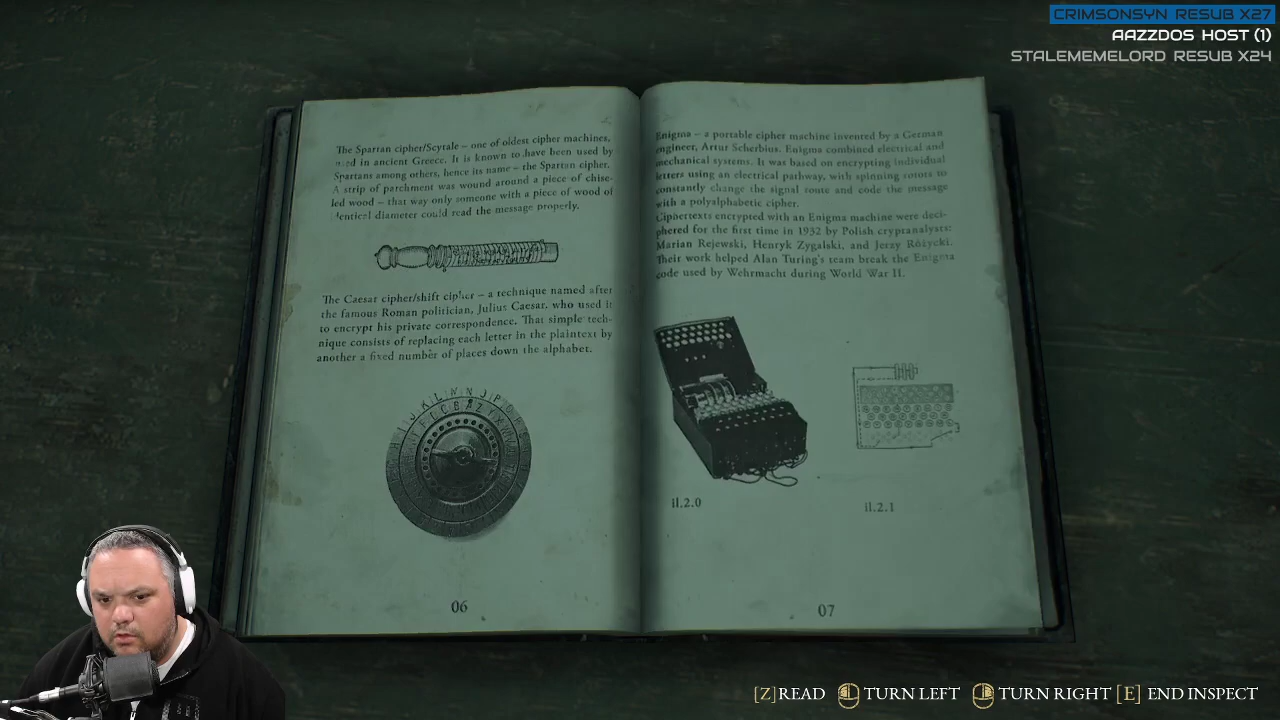 CRIMSONSYN RESUB X27
AAZZDOS HOST (1)
STALEMEMELORD RESUB X24
The Spartan cipher/Scytale – one of oldest cipher machines,
used in ancient Greece. It is known to have been used by
Spartans among others, hence its name – the Spartan cipher.
A strip of parchment was wound around a piece of chise-
led wood – that way only someone with a piece of wood of
identical diameter could read the message properly.
The Caesar cipher/shift cipher – a technique named after
the famous Roman politician, Julius Caesar, who used it
to encrypt his private correspondence. That simple tech-
nique consists of replacing each letter in the plaintext by
another a fixed number of places down the alphabet.
06
Enigma – a portable cipher machine invented by a German
engineer, Artur Scherbius. Enigma combined electrical and
mechanical systems. It was based on encrypting individual
letters using an electrical pathway, with spinning rotors to
constantly change the signal route and code the message
with a polyalphabetic cipher.
Ciphertexts encrypted with an Enigma machine were deci-
phered for the first time in 1932 by Polish cryptanalysts:
Marian Rejewski, Henryk Zygalski, and Jerzy Różycki.
Their work helped Alan Turing's team break the Enigma
code used by Wehrmacht during World War II.
il.2.0
il.2.1
07
[Z]READ TURN LEFT TURN RIGHT [E] END INSPECT